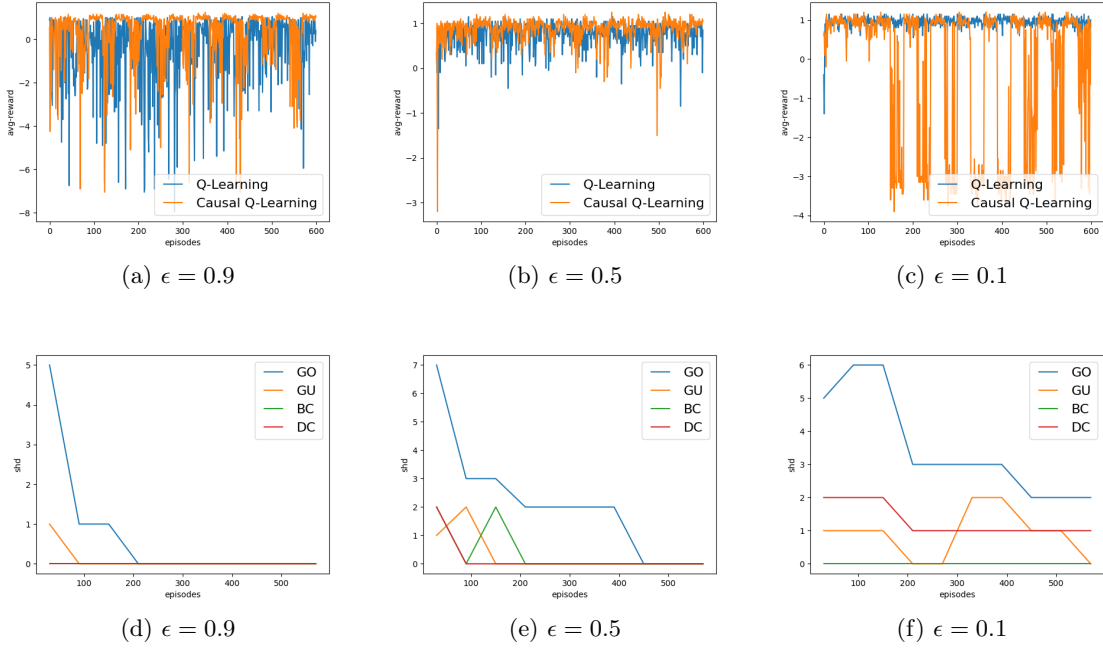 0
−2
−4
−6
−8
avg-reward
0 100 200 300 400 500 600
episodes
Q-Learning
Causal Q-Learning
(a) ϵ = 0.9
1
0
−1
−2
−3
avg-reward
0 100 200 300 400 500 600
episodes
Q-Learning
Causal Q-Learning
(b) ϵ = 0.5
1
0
−1
−2
−3
−4
avg-reward
0 100 200 300 400 500 600
episodes
Q-Learning
Causal Q-Learning
(c) ϵ = 0.1
5
4
3
2
1
0
shd
100 200 300 400 500
episodes
GO
GU
BC
DC
(d) ϵ = 0.9
7
6
5
4
3
2
1
0
shd
100 200 300 400 500
episodes
GO
GU
BC
DC
(e) ϵ = 0.5
6
5
4
3
2
1
0
shd
100 200 300 400 500
episodes
GO
GU
BC
DC
(f) ϵ = 0.1